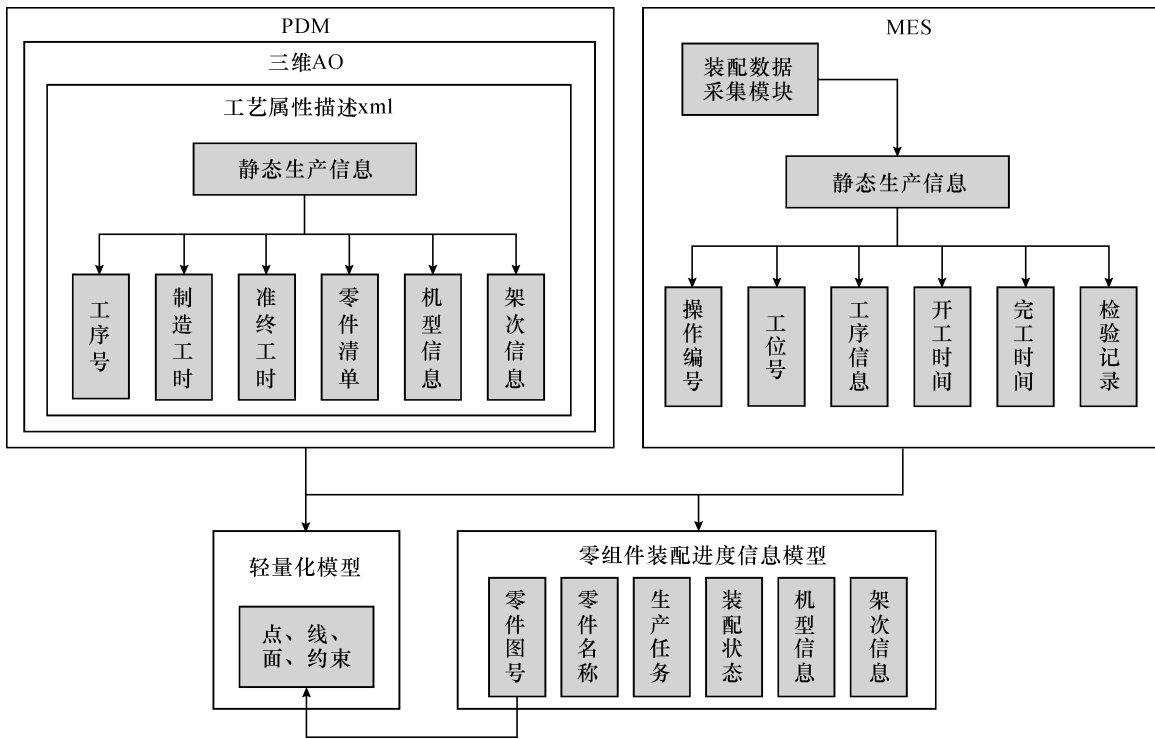 PDM
三维AO
工艺属性描述xml
静态生产信息
工序号
制造工时
准终工时
零件清单
机型信息
架次信息
MES
装配数据
采集模块
静态生产信息
操作编号
工位号
工序信息
开工时间
完工时间
检验记录
轻量化模型
点、线、
面、约束
零组件装配进度信息模型
零件图号
零件名称
生产任务
装配状态
机型信息
架次信息